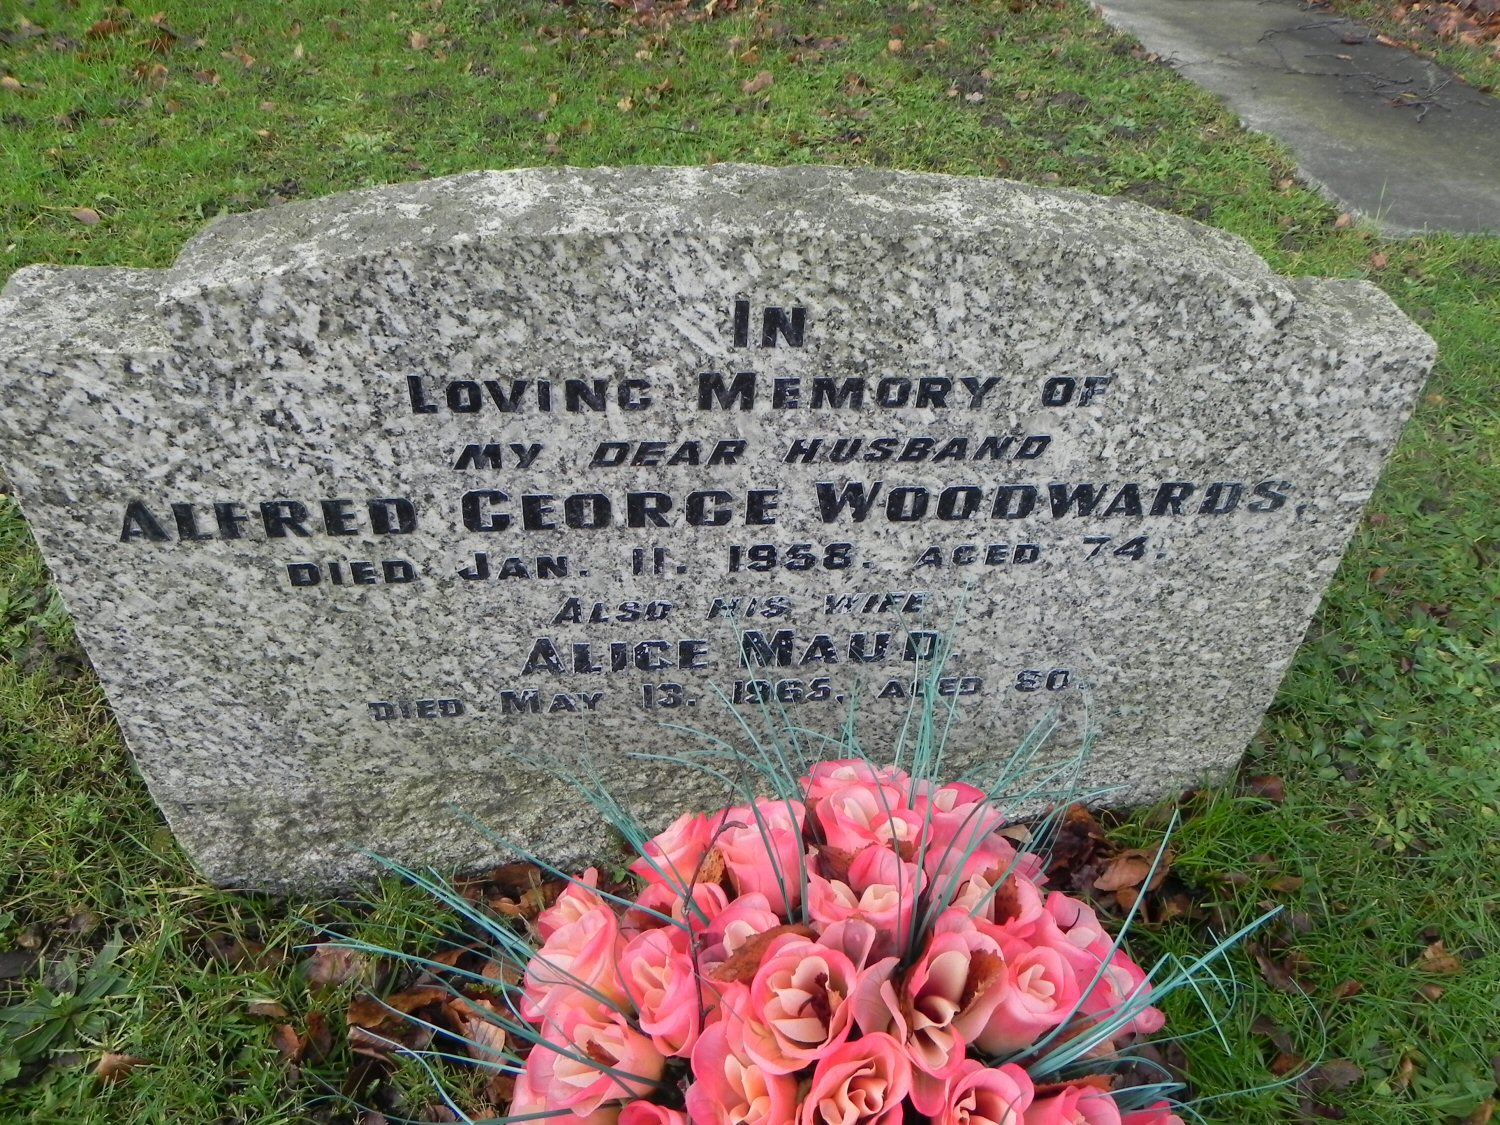 IN
LOVING MEMORY OF
MY DEAR HUSBAND
ALFRED GEORGE WOODWARDS.
DIED JAN. 11. 1958. AGED 74.
ALSO HIS WIFE
ALICE MAUD.
DIED MAY 13. 1965. AGED 80.